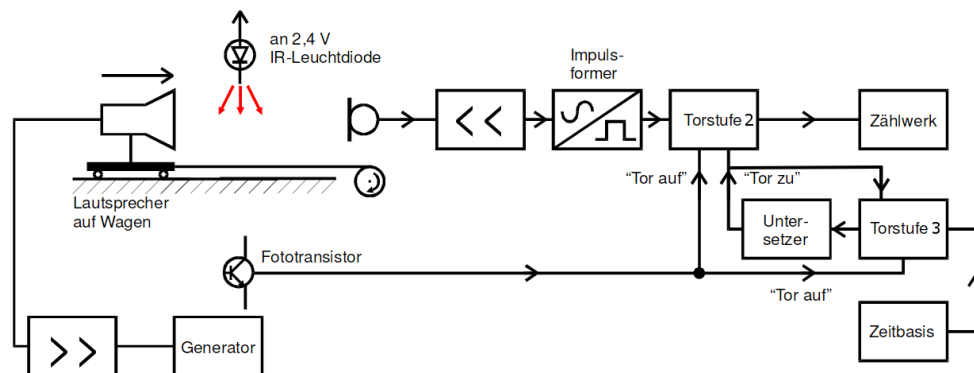 an 2,4 V
IR-Leuchtdiode
Impuls-
former
Torstufe 2
Zählwerk
"Tor auf"
"Tor zu"
Lautsprecher
auf Wagen
Unter-
setzer
Torstufe 3
Fototransistor
"Tor auf"
Generator
Zeitbasis